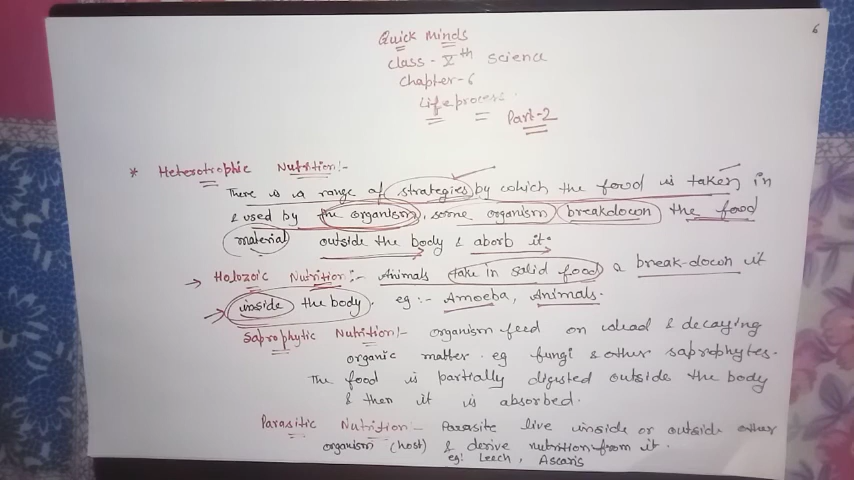 6
Quick Minds
Class - Xth Science
Chapter-6
Life process
Part-2
* Heterotrophic Nutrition:-
There is a range of strategies by which the food is taken in
& used by the organism, some organism breakdown the food
material outside the body & absorb it.
→ Holozoic Nutrition:- Animals take in solid food & break-down it
inside the body. eg:- Amoeba, Animals.
Saprophytic Nutrition:- organism feed on dead & decaying
organic matter. eg fungi & other saprophytes.
The food is partially digested outside the body
& then it is absorbed.
Parasitic Nutrition - Parasite live inside or outside other
organism (host) & derive nutrition from it.
eg: Leech, Ascaris